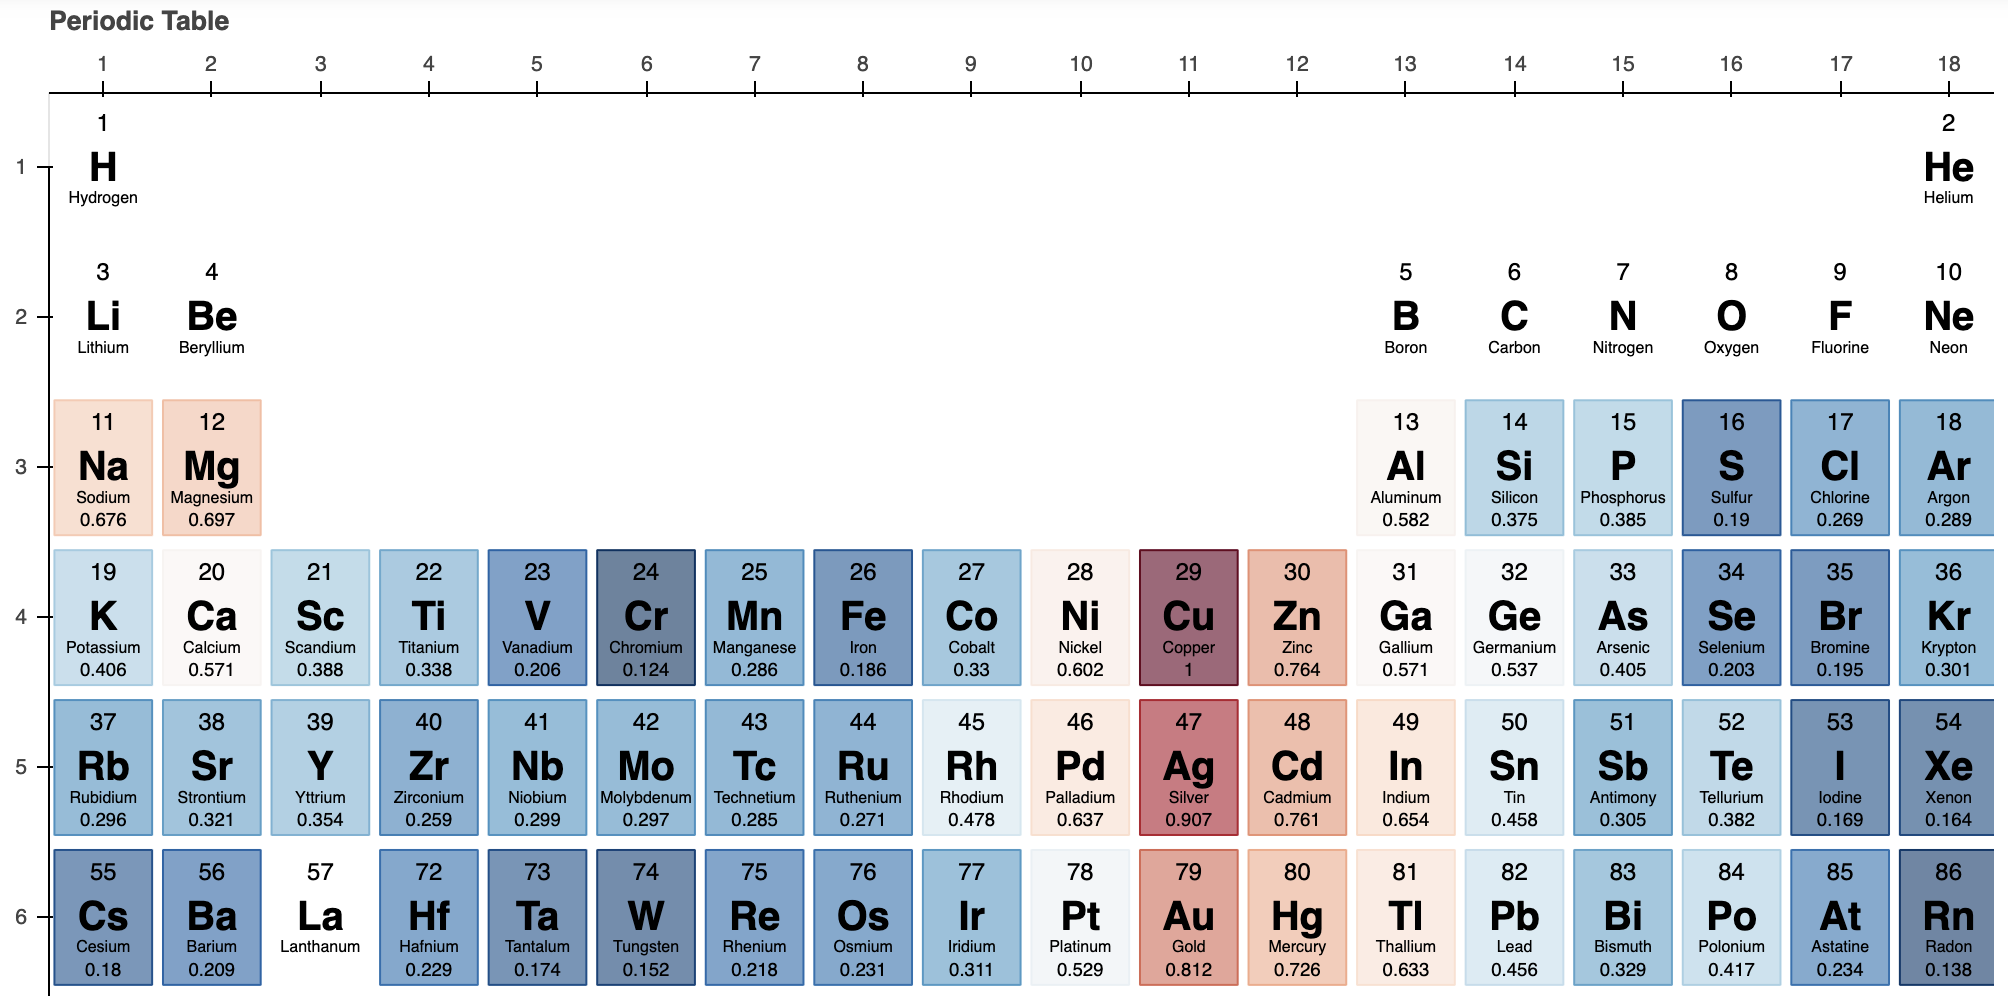 Periodic Table
1 2 3 4 5 6 7 8 9 10 11 12 13 14 15 16 17 18
1 2
1 H He
Hydrogen Helium
3 4 5 6 7 8 9 10
2 Li Be B C N O F Ne
Lithium Beryllium Boron Carbon Nitrogen Oxygen Fluorine Neon
11 12 13 14 15 16 17 18
3 Na Mg Al Si P S Cl Ar
Sodium Magnesium Aluminum Silicon Phosphorus Sulfur Chlorine Argon
0.676 0.697 0.582 0.375 0.385 0.19 0.269 0.289
19 20 21 22 23 24 25 26 27 28 29 30 31 32 33 34 35 36
4 K Ca Sc Ti V Cr Mn Fe Co Ni Cu Zn Ga Ge As Se Br Kr
Potassium Calcium Scandium Titanium Vanadium Chromium Manganese Iron Cobalt Nickel Copper Zinc Gallium Germanium Arsenic Selenium Bromine Krypton
0.406 0.571 0.388 0.338 0.206 0.124 0.286 0.186 0.33 0.602 1 0.764 0.571 0.537 0.405 0.203 0.195 0.301
37 38 39 40 41 42 43 44 45 46 47 48 49 50 51 52 53 54
5 Rb Sr Y Zr Nb Mo Tc Ru Rh Pd Ag Cd In Sn Sb Te I Xe
Rubidium Strontium Yttrium Zirconium Niobium Molybdenum Technetium Ruthenium Rhodium Palladium Silver Cadmium Indium Tin Antimony Tellurium Iodine Xenon
0.296 0.321 0.354 0.259 0.299 0.297 0.285 0.271 0.478 0.637 0.907 0.761 0.654 0.458 0.305 0.382 0.169 0.164
55 56 57 72 73 74 75 76 77 78 79 80 81 82 83 84 85 86
6 Cs Ba La Hf Ta W Re Os Ir Pt Au Hg Tl Pb Bi Po At Rn
Cesium Barium Lanthanum Hafnium Tantalum Tungsten Rhenium Osmium Iridium Platinum Gold Mercury Thallium Lead Bismuth Polonium Astatine Radon
0.18 0.209 0.229 0.174 0.152 0.218 0.231 0.311 0.529 0.812 0.726 0.633 0.456 0.329 0.417 0.234 0.138